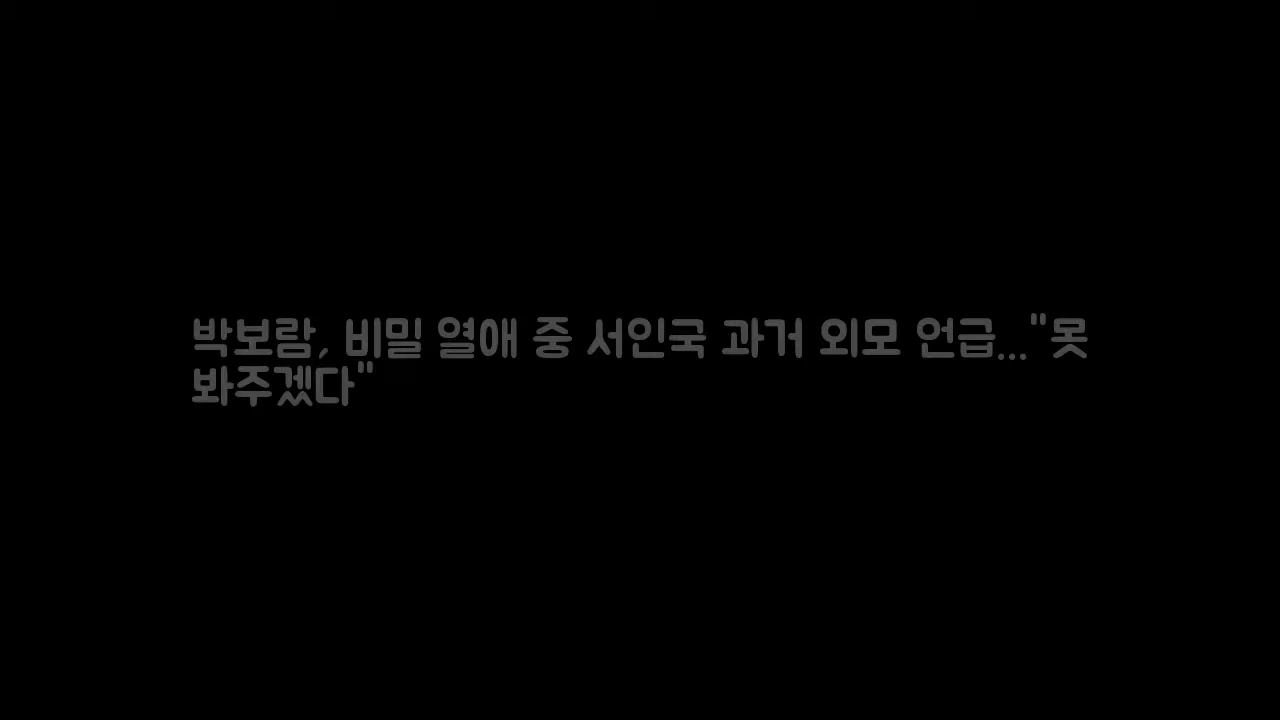 박보람, 비밀 열애 중 서인국 과거 외모 언급..."못
봐주겠다"